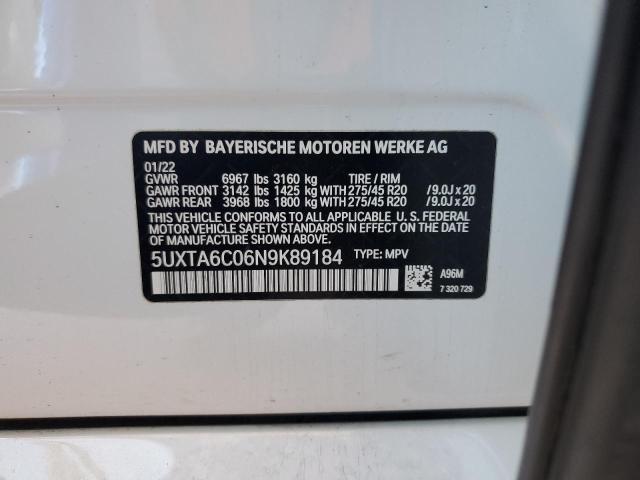 MFD BY BAYERISCHE MOTOREN WERKE AG
01/22
GVWR 6967 lbs 3160 kg TIRE / RIM
GAWR FRONT 3142 lbs 1425 kg WITH 275/45 R20 /9.0J x 20
GAWR REAR 3968 lbs 1800 kg WITH 275/45 R20 /9.0J x 20
THIS VEHICLE CONFORMS TO ALL APPLICABLE U.S. FEDERAL
MOTOR VEHICLE SAFETY STANDARDS IN EFFECT ON THE DATE
OF MANUFACTURE SHOWN ABOVE.
5UXTA6C06N9K89184 TYPE: MPV
A96M
7 320 729